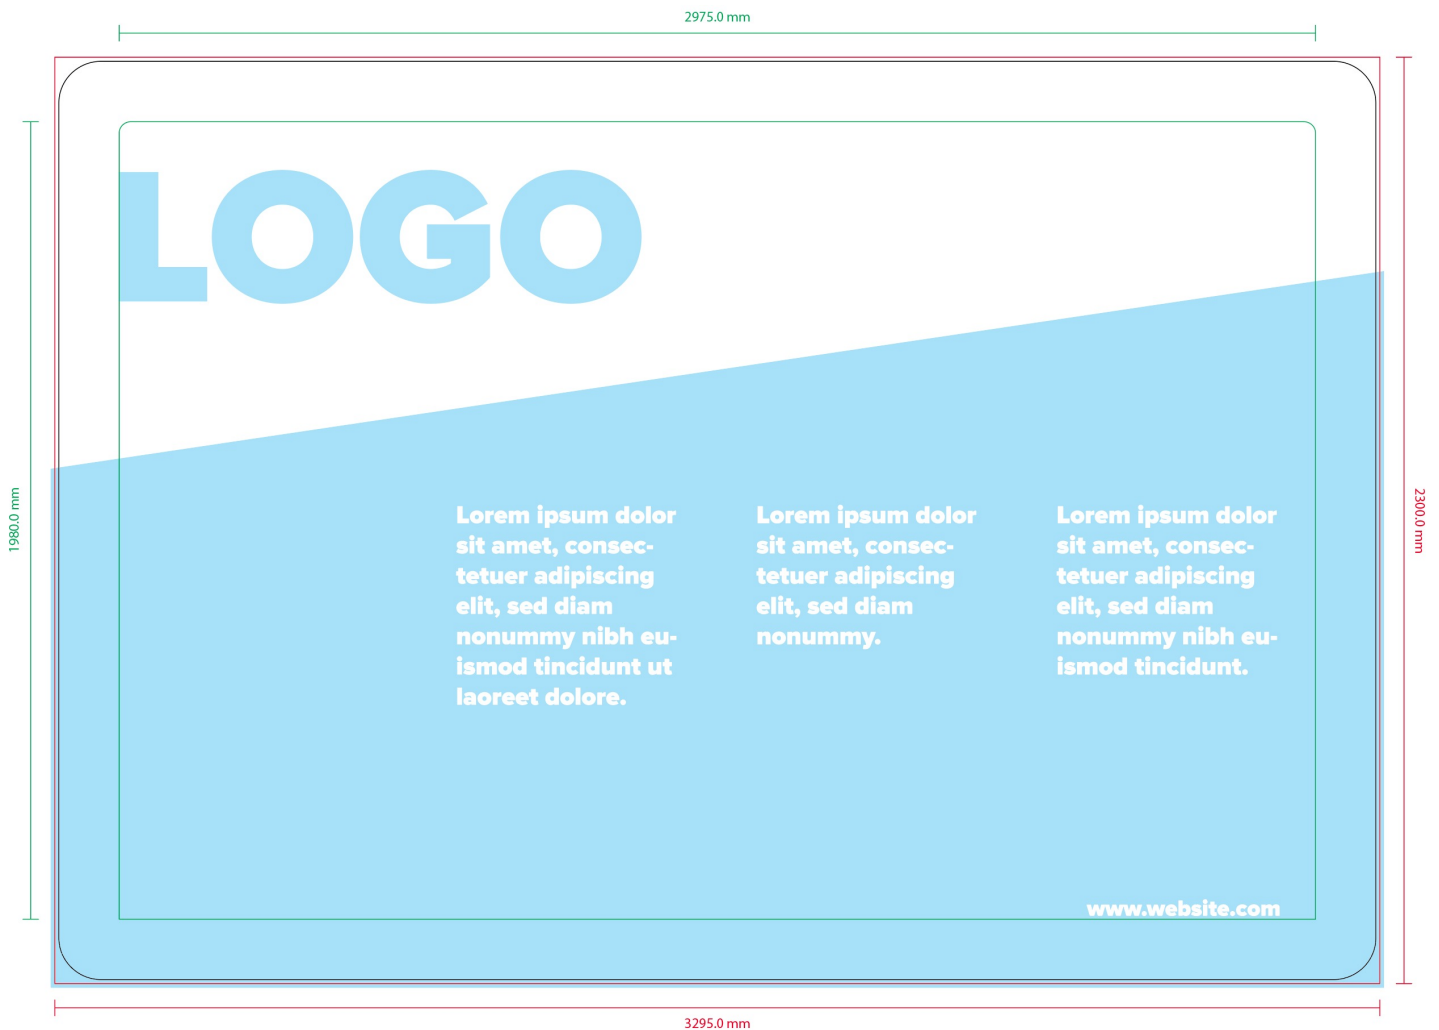 2975.0 mm
LOGO
1980.0 mm
2300.0 mm
Lorem ipsum dolor
sit amet, consec-
tetuer adipiscing
elit, sed diam
nonummy nibh eu-
ismod tincidunt ut
laoreet dolore.
Lorem ipsum dolor
sit amet, consec-
tetuer adipiscing
elit, sed diam
nonummy.
Lorem ipsum dolor
sit amet, consec-
tetuer adipiscing
elit, sed diam
nonummy nibh eu-
ismod tincidunt.
www.website.com
3295.0 mm